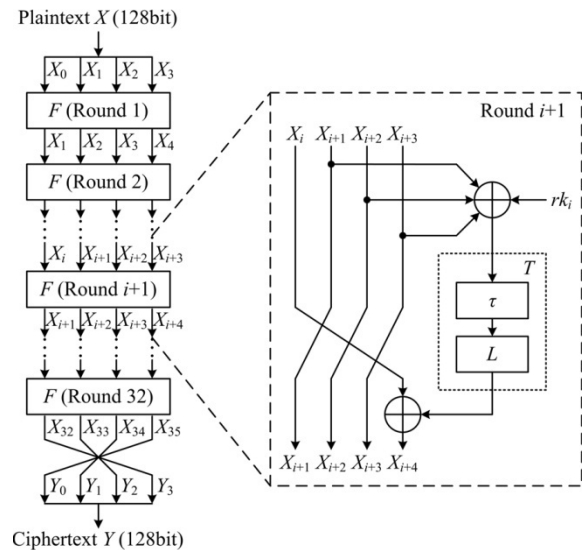 Plaintext X (128bit)
X₀ X₁ X₂ X₃
F (Round 1)
X₁ X₂ X₃ X₄
F (Round 2)
Xᵢ Xᵢ₊₁ Xᵢ₊₂ Xᵢ₊₃
F (Round i+1)
Xᵢ₊₁ Xᵢ₊₂ Xᵢ₊₃ Xᵢ₊₄
F (Round 32)
X₃₂ X₃₃ X₃₄ X₃₅
Y₀ Y₁ Y₂ Y₃
Ciphertext Y (128bit)
Round i+1
Xᵢ Xᵢ₊₁ Xᵢ₊₂ Xᵢ₊₃
rkᵢ
T
τ
L
Xᵢ₊₁ Xᵢ₊₂ Xᵢ₊₃ Xᵢ₊₄